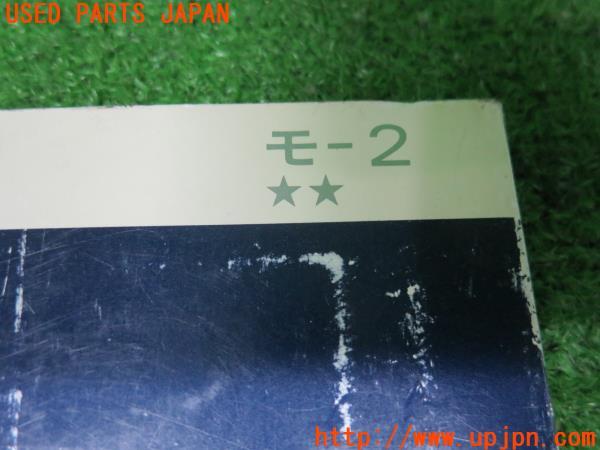 USED PARTS JAPAN
モ-2
★★
http://www.upjpn.com